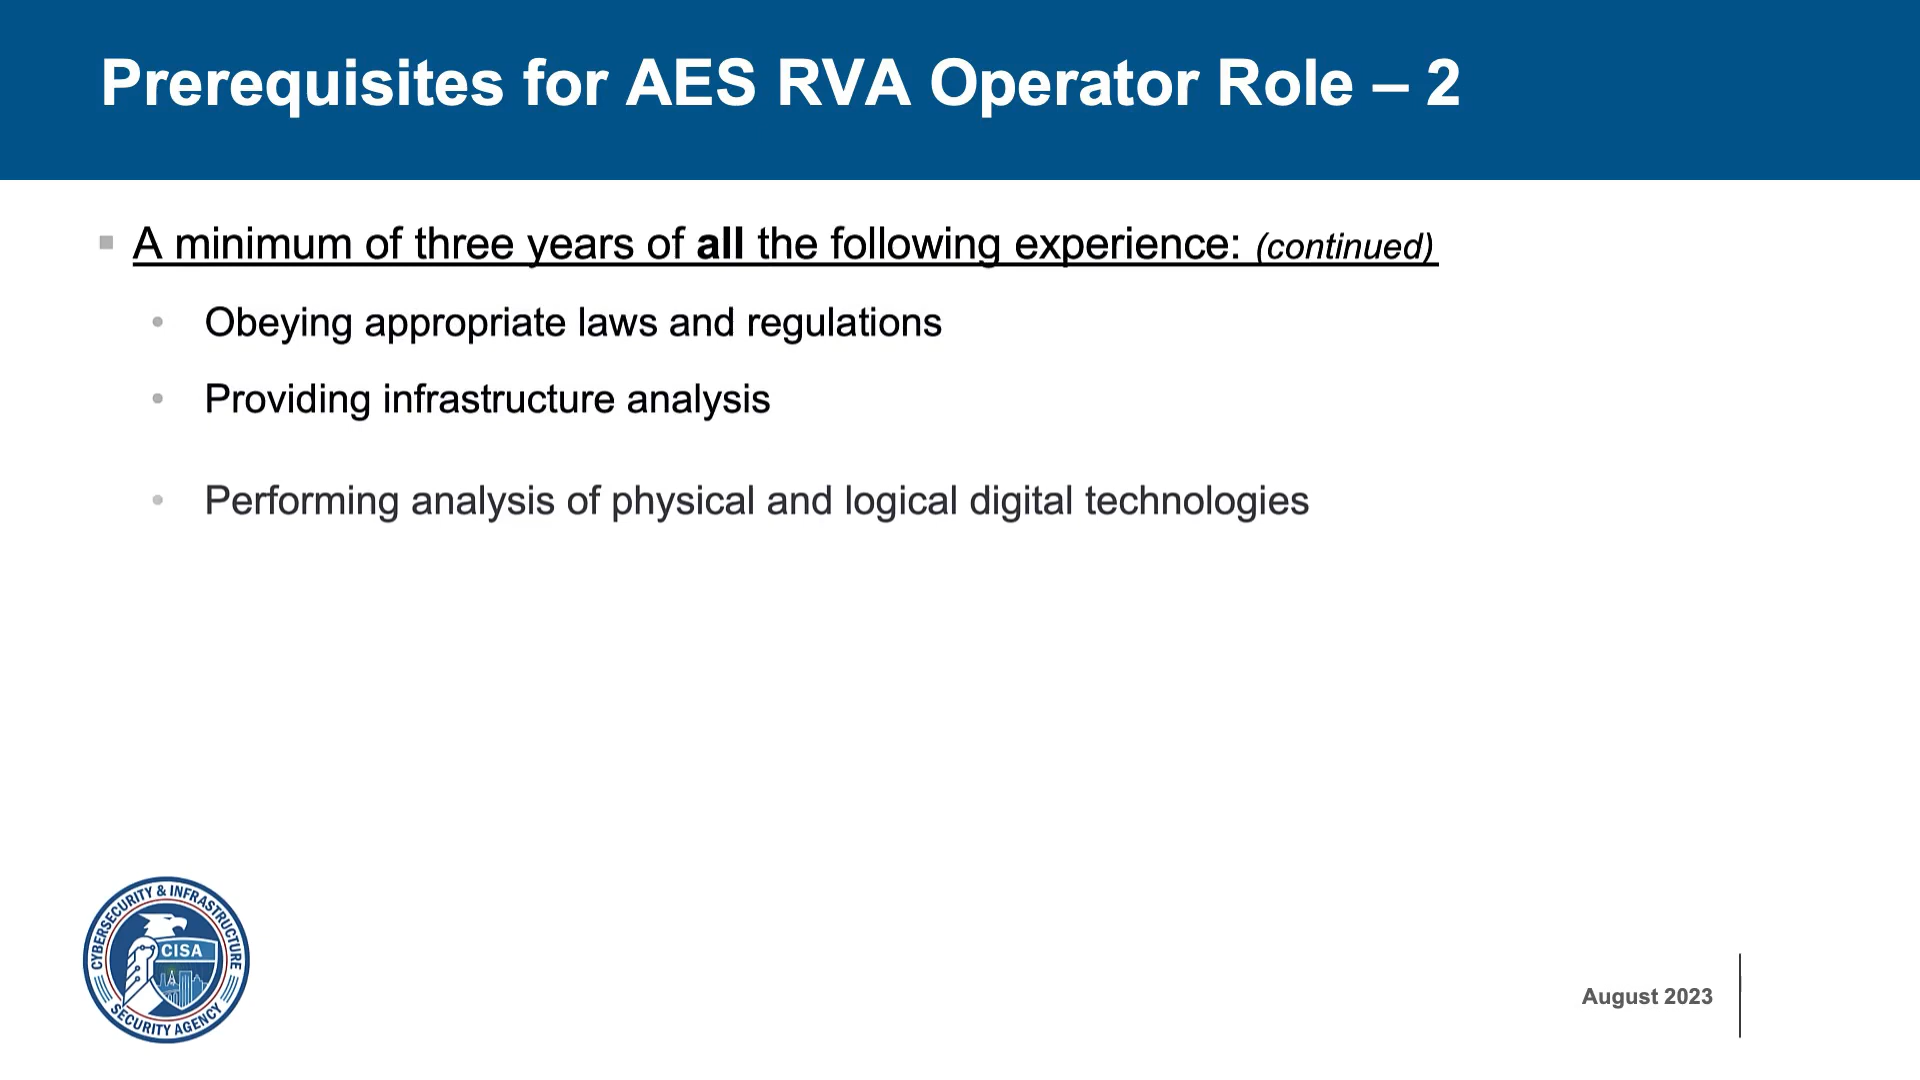 Prerequisites for AES RVA Operator Role – 2
▪ A minimum of three years of all the following experience: (continued)
• Obeying appropriate laws and regulations
• Providing infrastructure analysis
• Performing analysis of physical and logical digital technologies
CYBERSECURITY & INFRASTRUCTURE
CISA
SECURITY AGENCY
August 2023